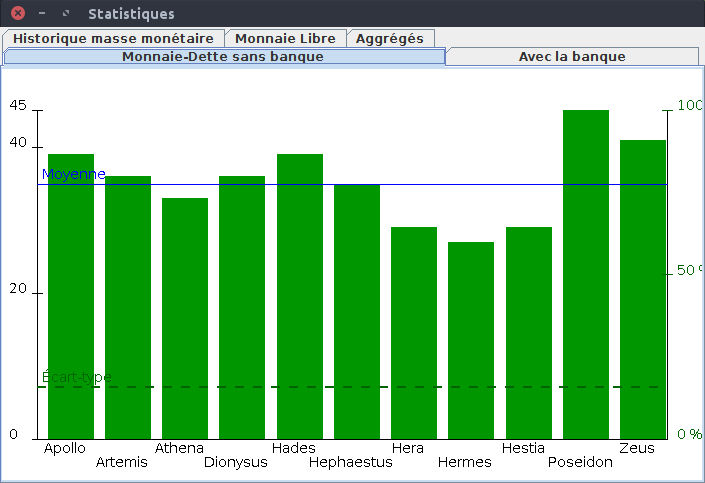 Statistiques
Historique masse monétaire Monnaie Libre Aggrégés
Monnaie-Dette sans banque Avec la banque
45 100
40
Moyenne
50 %
20
Écart-type
0 0 %
Apollo Athena Hades Hera Hestia Zeus
Artemis Dionysus Hephaestus Hermes Poseidon